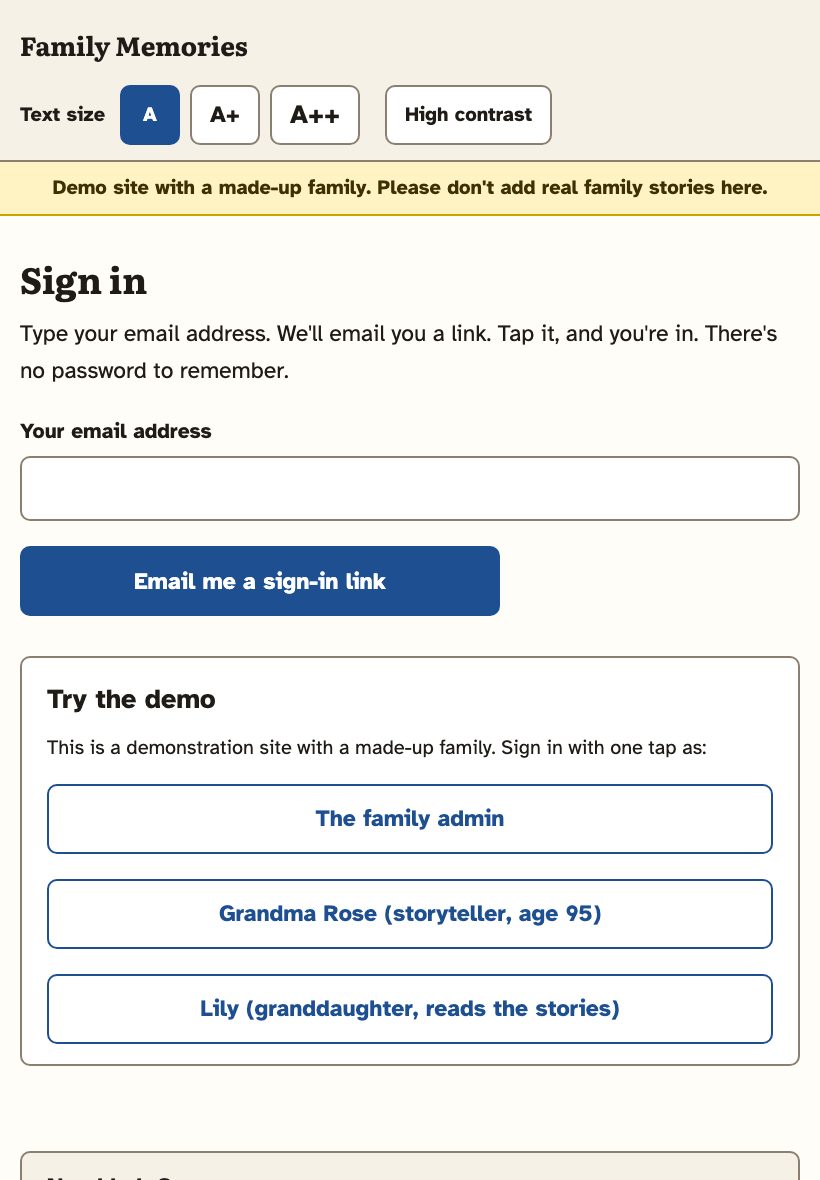 Family Memories
Text size A A+ A++ High contrast
Demo site with a made-up family. Please don't add real family stories here.
Sign in
Type your email address. We'll email you a link. Tap it, and you're in. There's
no password to remember.
Your email address
Email me a sign-in link
Try the demo
This is a demonstration site with a made-up family. Sign in with one tap as:
The family admin
Grandma Rose (storyteller, age 95)
Lily (granddaughter, reads the stories)